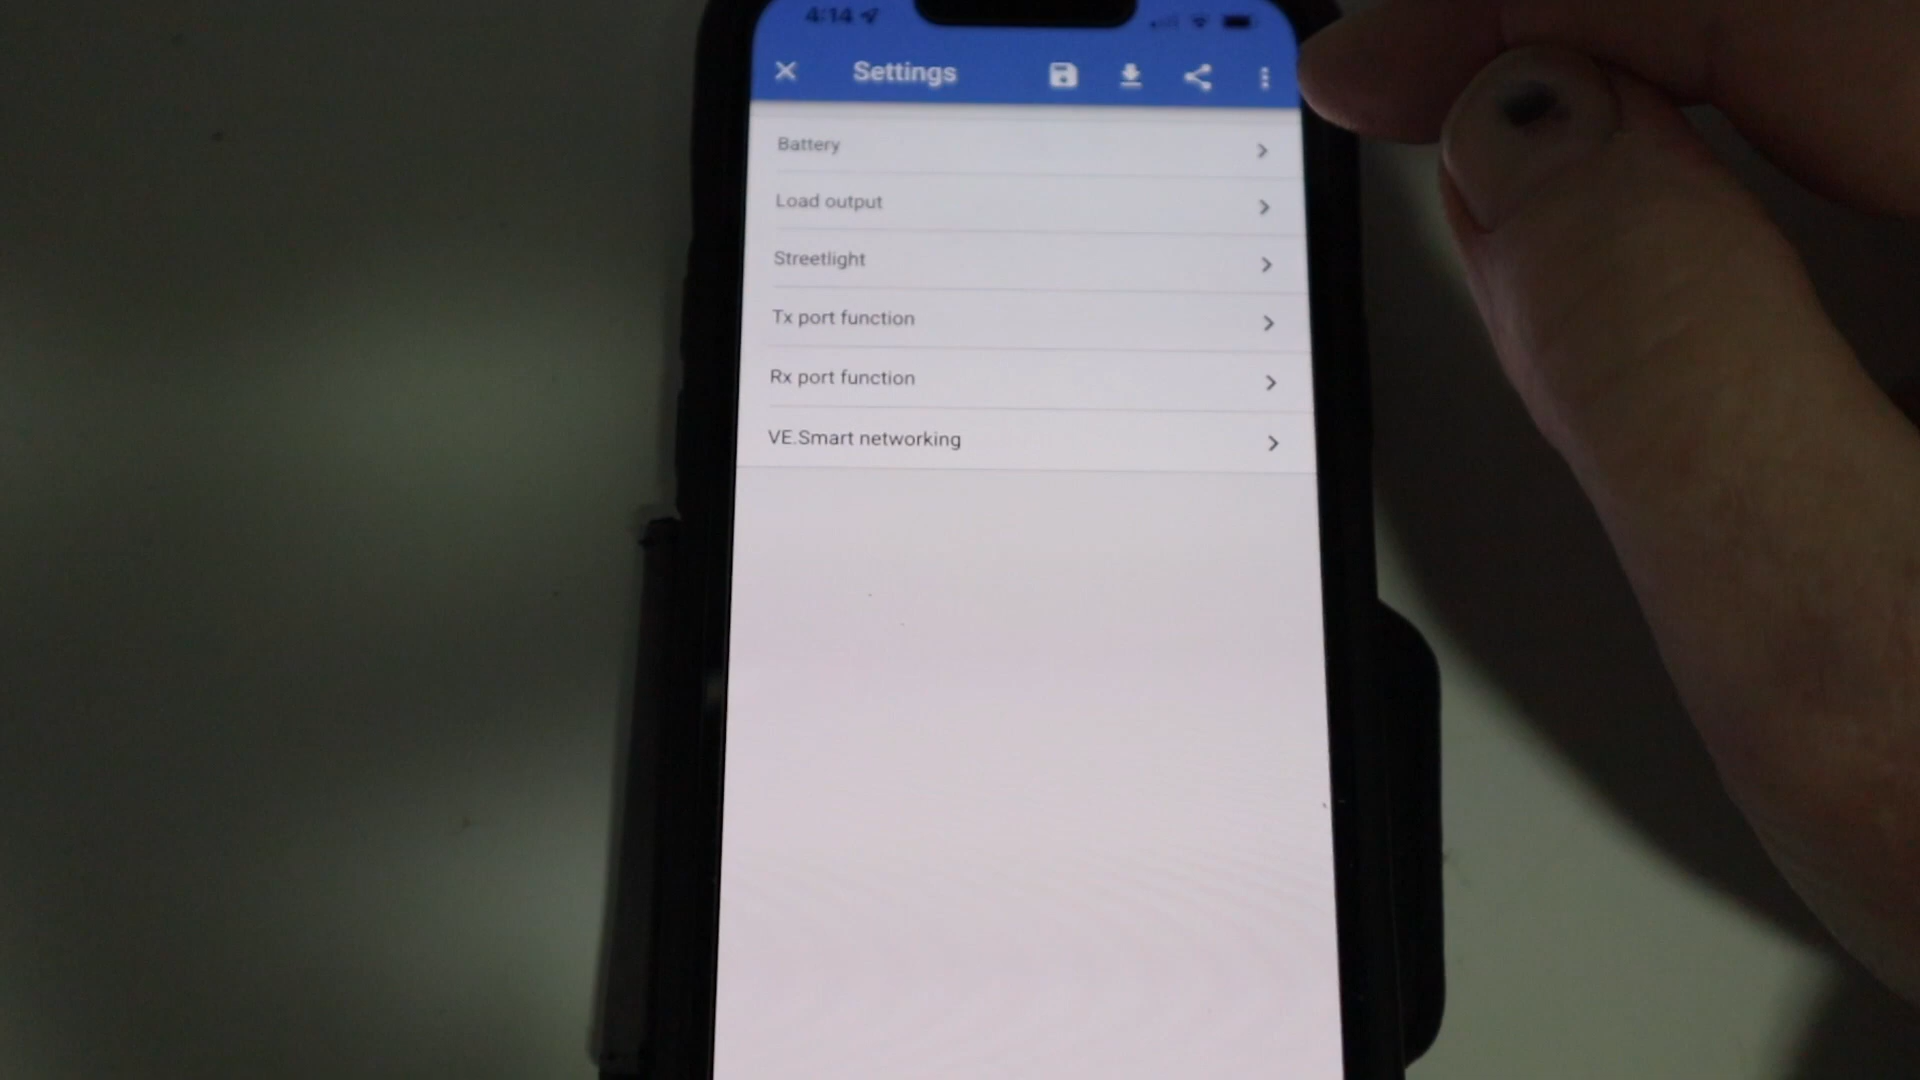 4:14
Settings
Battery
Load output
Streetlight
Tx port function
Rx port function
VE.Smart networking